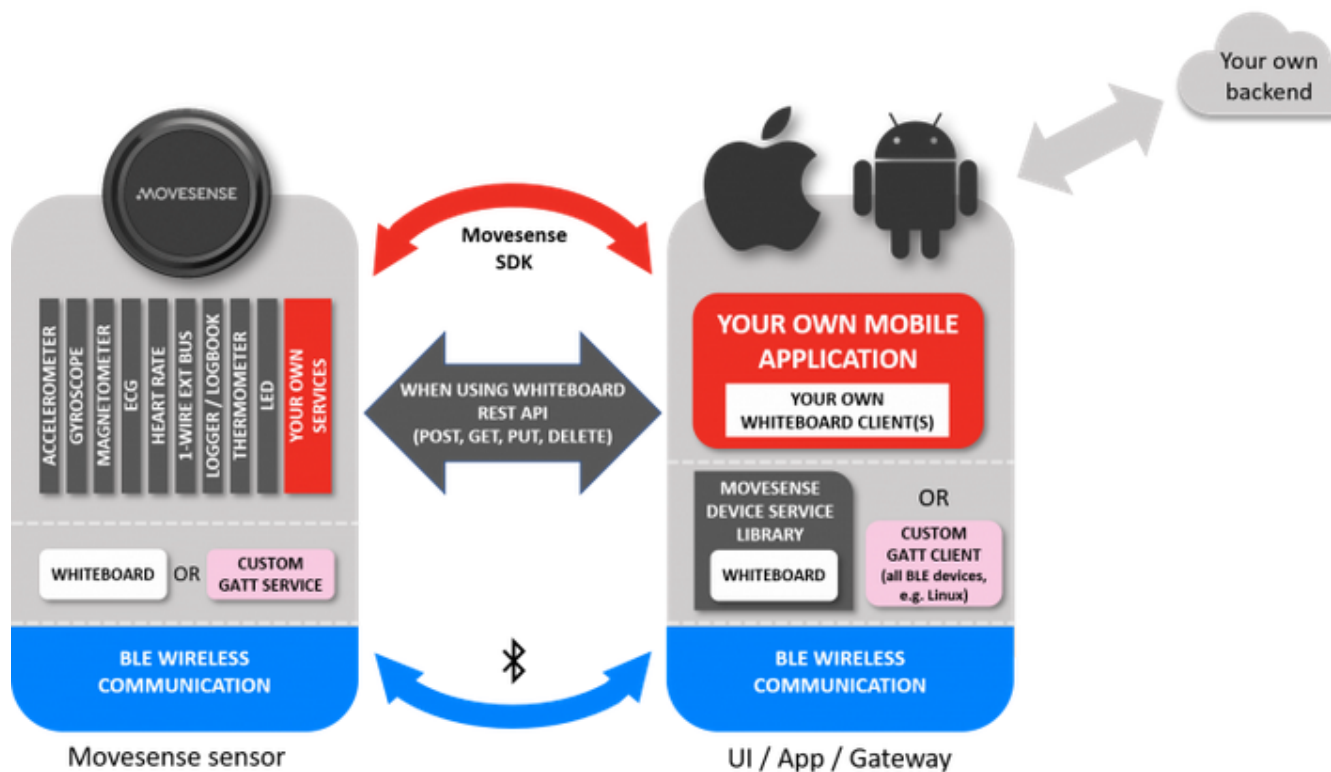 Your own
backend
MOVESENSE
Movesense
SDK
ACCELEROMETER
GYROSCOPE
MAGNETOMETER
ECG
HEART RATE
1-WIRE EXT BUS
LOGGER / LOGBOOK
THERMOMETER
LED
YOUR OWN
SERVICES
WHEN USING WHITEBOARD
REST API
(POST, GET, PUT, DELETE)
YOUR OWN MOBILE
APPLICATION
YOUR OWN
WHITEBOARD CLIENT(S)
WHITEBOARD
OR
CUSTOM
GATT SERVICE
MOVESENSE
DEVICE SERVICE
LIBRARY
WHITEBOARD
OR
CUSTOM
GATT CLIENT
(all BLE devices,
e.g. Linux)
BLE WIRELESS
COMMUNICATION
BLE WIRELESS
COMMUNICATION
Movesense sensor
UI / App / Gateway